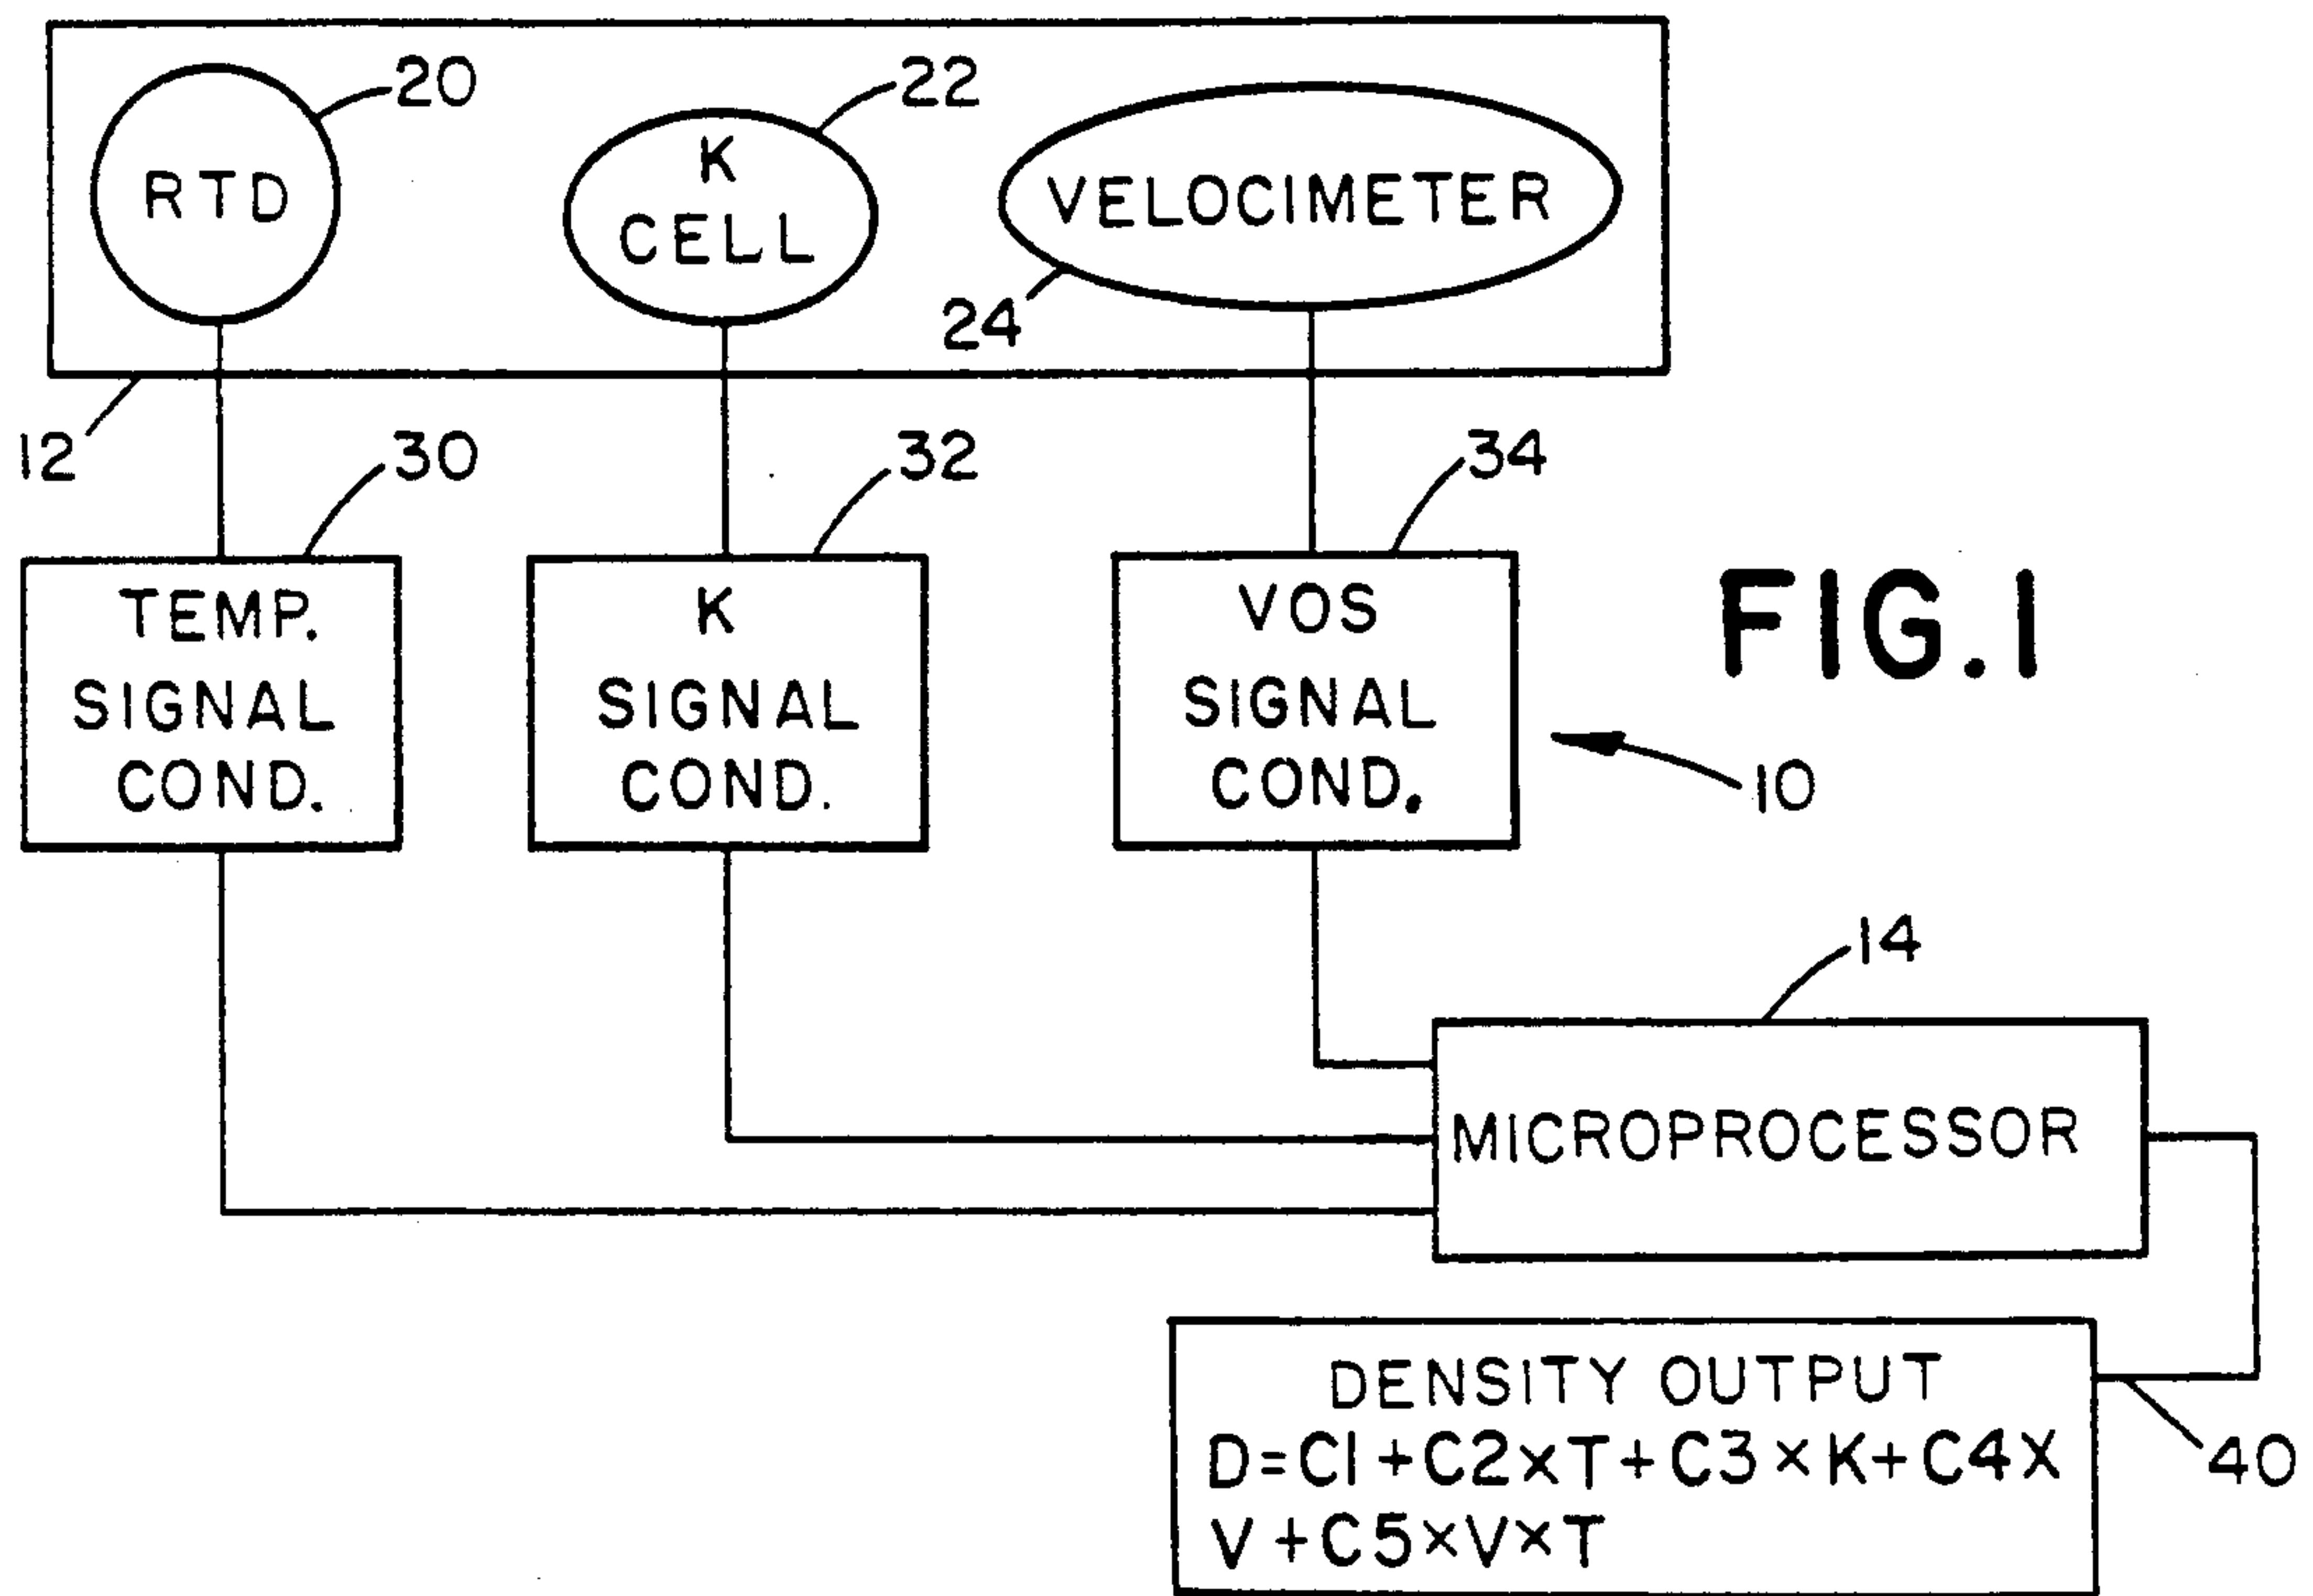 20
22
RTD
K
CELL
VELOCIMETER
24
12
30
32
34
TEMP.
SIGNAL
COND.
K
SIGNAL
COND.
VOS
SIGNAL
COND.
FIG.1
10
14
MICROPROCESSOR
DENSITY OUTPUT
D=C1+C2×T+C3×K+C4X
V+C5×V×T
40